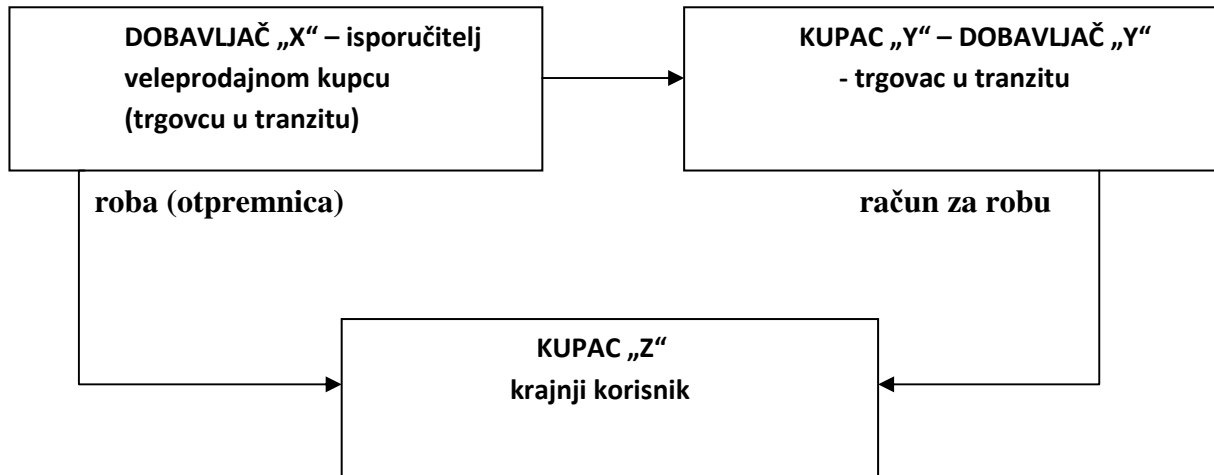 DOBAVLJAČ „X“ – isporučitelj
veleprodajnom kupcu
(trgovcu u tranzitu)
KUPAC „Y“ – DOBAVLJAČ „Y“
- trgovac u tranzitu
roba (otpremnica)
račun za robu
KUPAC „Z“
krajnji korisnik